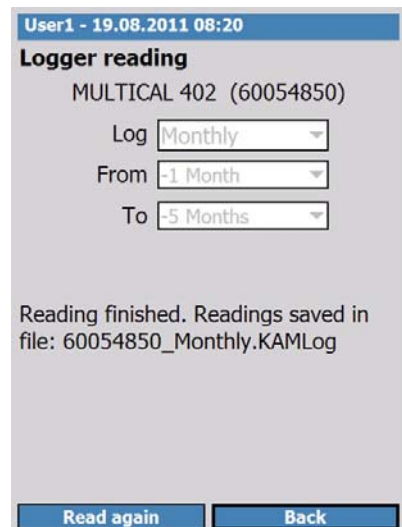 User1 - 19.08.2011 08:20
Logger reading
MULTICAL 402 (60054850)
Log Monthly
From -1 Month
To -5 Months
Reading finished. Readings saved in
file: 60054850_Monthly.KAMLog
Read again Back